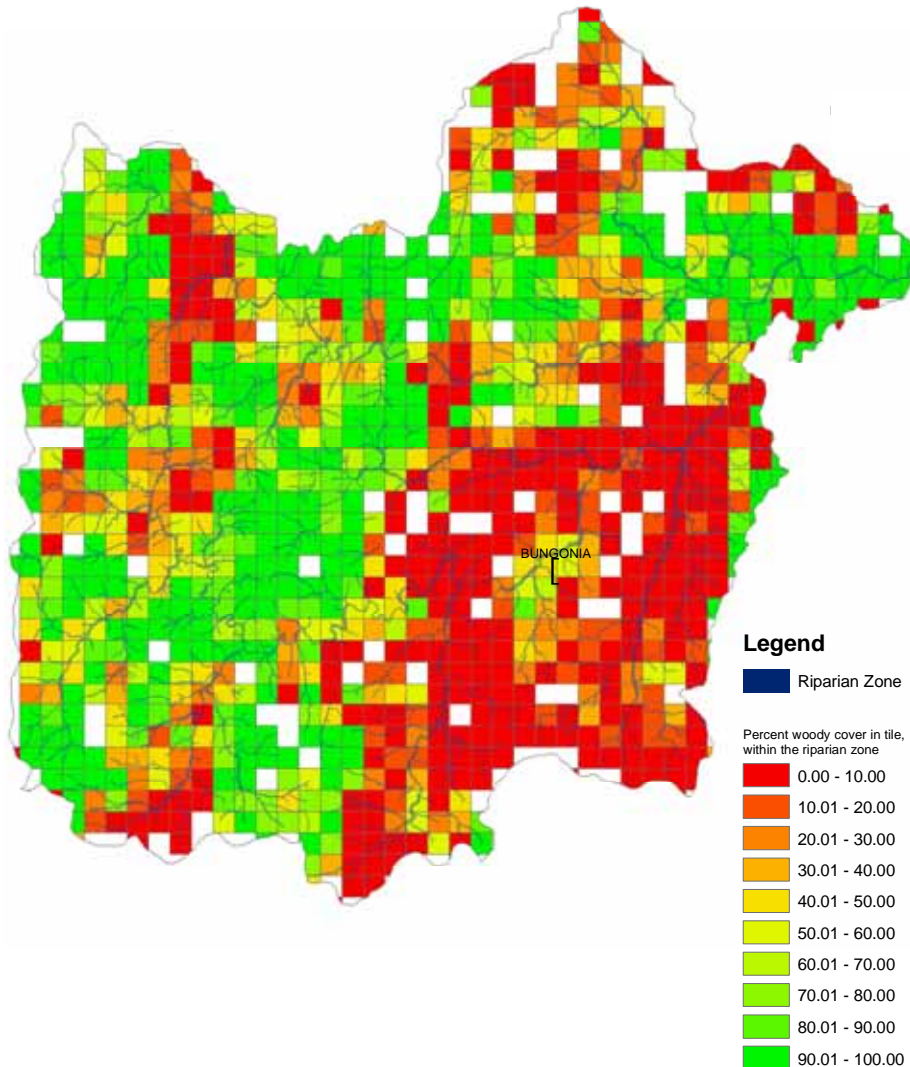 BUNGONIA
Legend
Riparian Zone
Percent woody cover in tile,
within the riparian zone
0.00 - 10.00
10.01 - 20.00
20.01 - 30.00
30.01 - 40.00
40.01 - 50.00
50.01 - 60.00
60.01 - 70.00
70.01 - 80.00
80.01 - 90.00
90.01 - 100.00